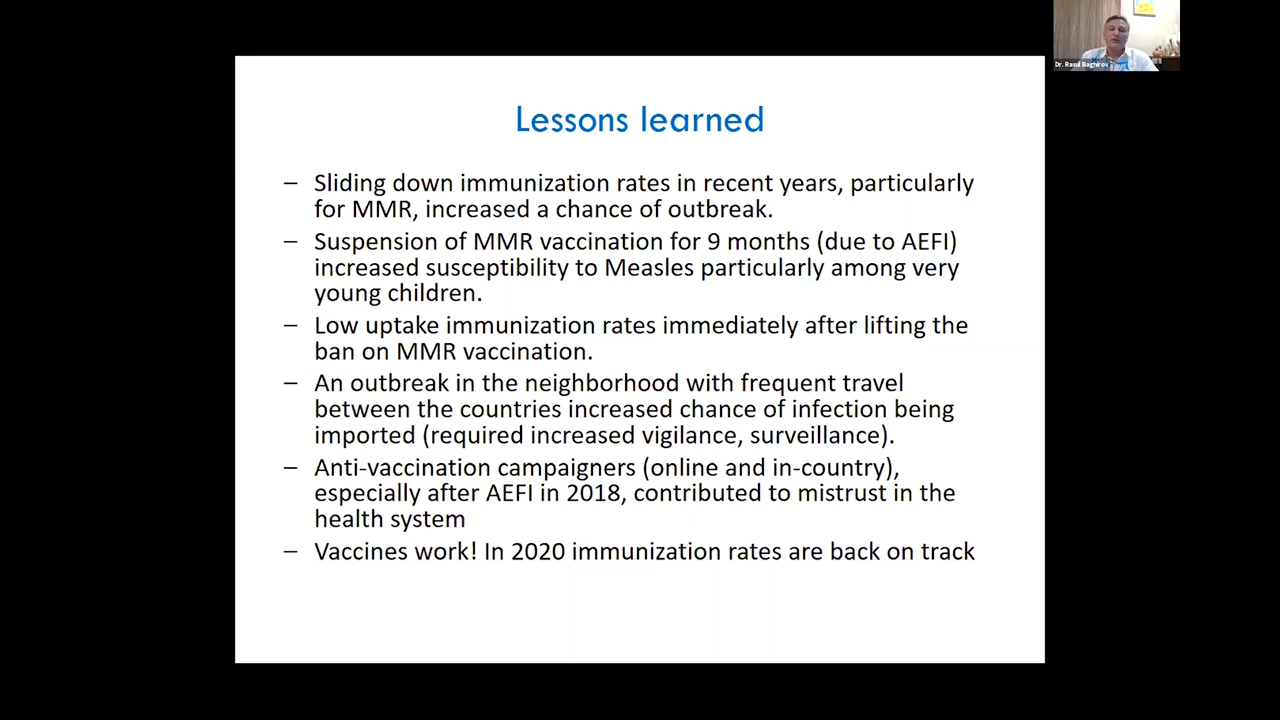 Dr. Rasul Baghirov
Lessons learned
– Sliding down immunization rates in recent years, particularly
for MMR, increased a chance of outbreak.
– Suspension of MMR vaccination for 9 months (due to AEFI)
increased susceptibility to Measles particularly among very
young children.
– Low uptake immunization rates immediately after lifting the
ban on MMR vaccination.
– An outbreak in the neighborhood with frequent travel
between the countries increased chance of infection being
imported (required increased vigilance, surveillance).
– Anti-vaccination campaigners (online and in-country),
especially after AEFI in 2018, contributed to mistrust in the
health system
– Vaccines work! In 2020 immunization rates are back on track